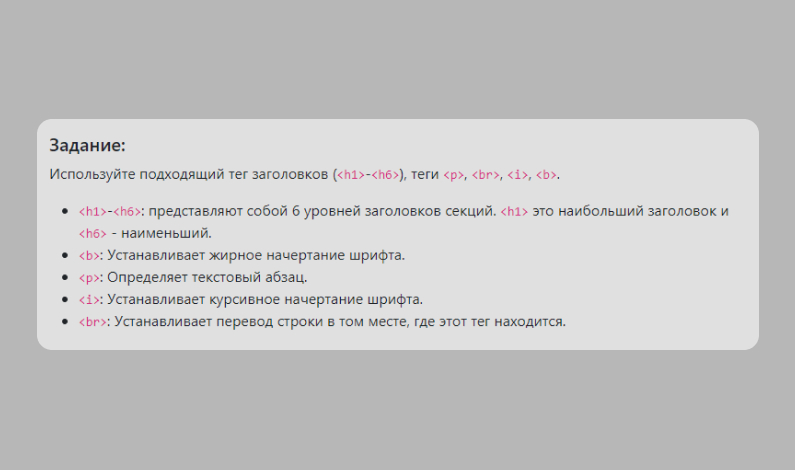 Задание:
Используйте подходящий тег заголовков (<h1>-<h6>), теги <p>, <br>, <i>, <b>.
<h1>-<h6>: представляют собой 6 уровней заголовков секций. <h1> это наибольший заголовок и
<h6> - наименьший.
<b>: Устанавливает жирное начертание шрифта.
<p>: Определяет текстовый абзац.
<i>: Устанавливает курсивное начертание шрифта.
<br>: Устанавливает перевод строки в том месте, где этот тег находится.